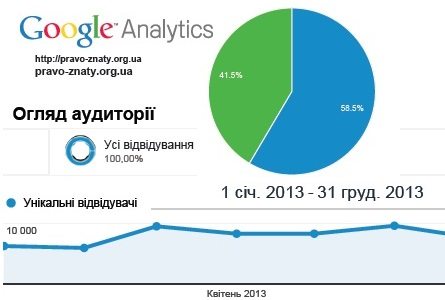 Google™ Analytics
http://pravo-znaty.org.ua
pravo-znaty.org.ua
41.5%
58.5%
Огляд аудиторії
Усі відвідування
100,00%
1 січ. 2013 - 31 груд. 2013
Унікальні відвідувачі
10 000
Квітень 2013